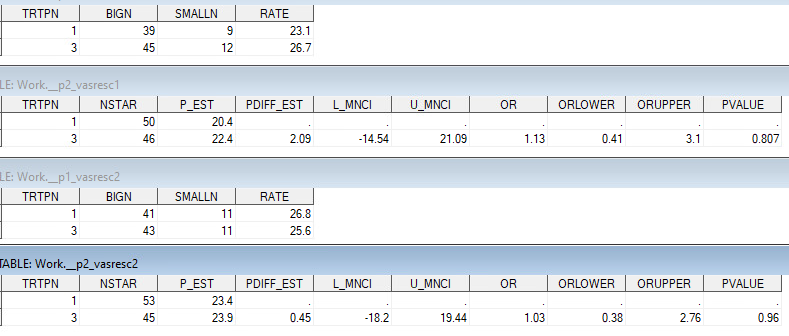 TRTPN BIGN SMALLN RATE
1 39 9 23.1
3 45 12 26.7
LE: Work.__p2_vasresc1
TRTPN NSTAR P_EST PDIFF_EST L_MNCI U_MNCI OR ORLOWER ORUPPER PVALUE
1 50 20.4 . . . . . . .
3 46 22.4 2.09 -14.54 21.09 1.13 0.41 3.1 0.807
LE: Work.__p1_vasresc2
TRTPN BIGN SMALLN RATE
1 41 11 26.8
3 43 11 25.6
TABLE: Work.__p2_vasresc2
TRTPN NSTAR P_EST PDIFF_EST L_MNCI U_MNCI OR ORLOWER ORUPPER PVALUE
1 53 23.4 . . . . . . .
3 45 23.9 0.45 -18.2 19.44 1.03 0.38 2.76 0.96